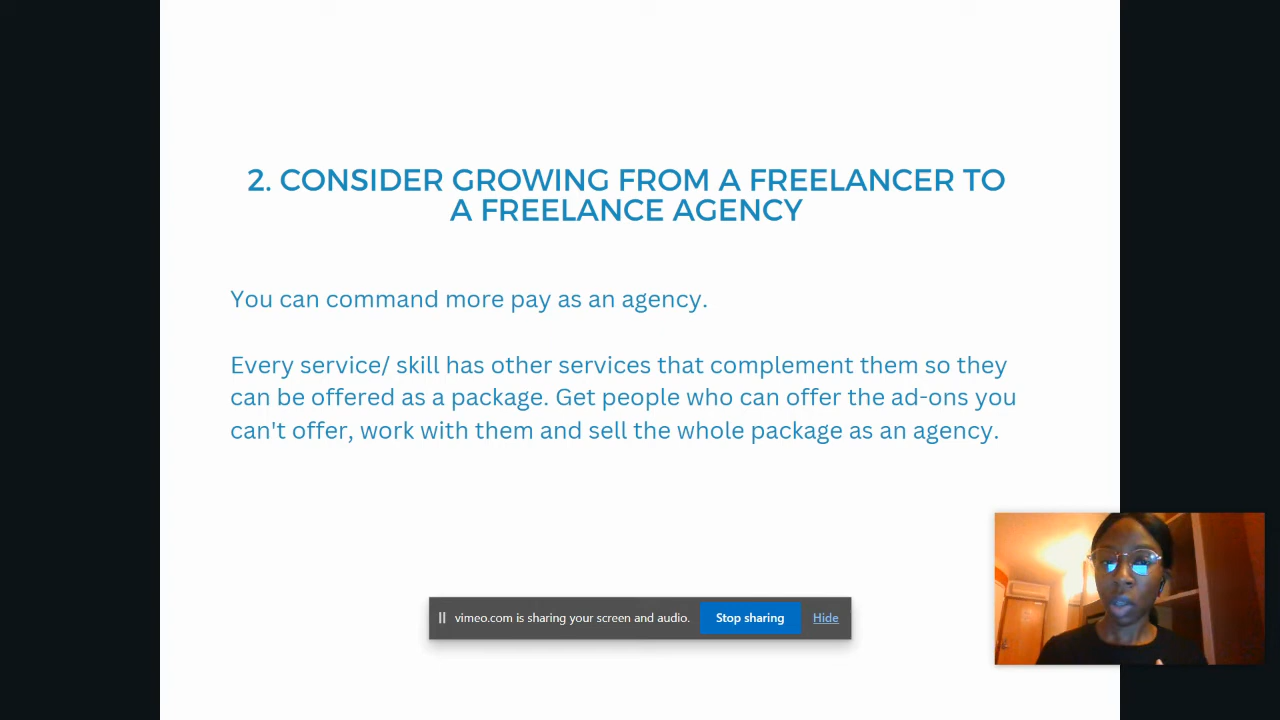 2. CONSIDER GROWING FROM A FREELANCER TO
A FREELANCE AGENCY
You can command more pay as an agency.
Every service/ skill has other services that complement them so they
can be offered as a package. Get people who can offer the ad-ons you
can't offer, work with them and sell the whole package as an agency.
vimeo.com is sharing your screen and audio. Stop sharing Hide